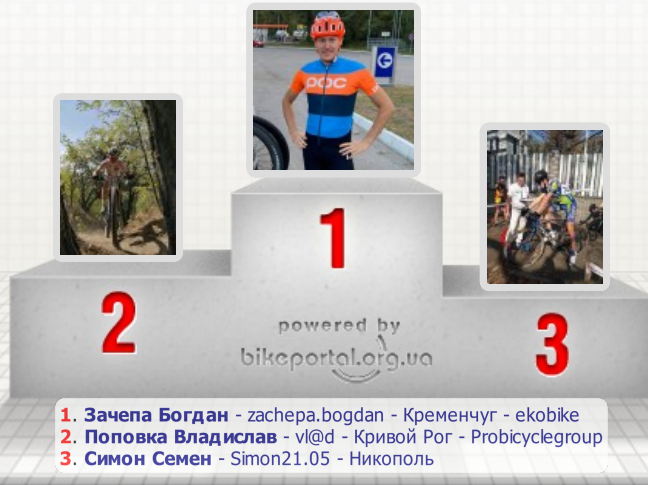 POC
1
2
3
powered by
bikeportal.org.ua
1. Зачепа Богдан - zachepa.bogdan - Кременчуг - ekobike
2. Поповка Владислав - vl@d - Кривой Рог - Probicyclegroup
3. Симон Семен - Simon21.05 - Никополь